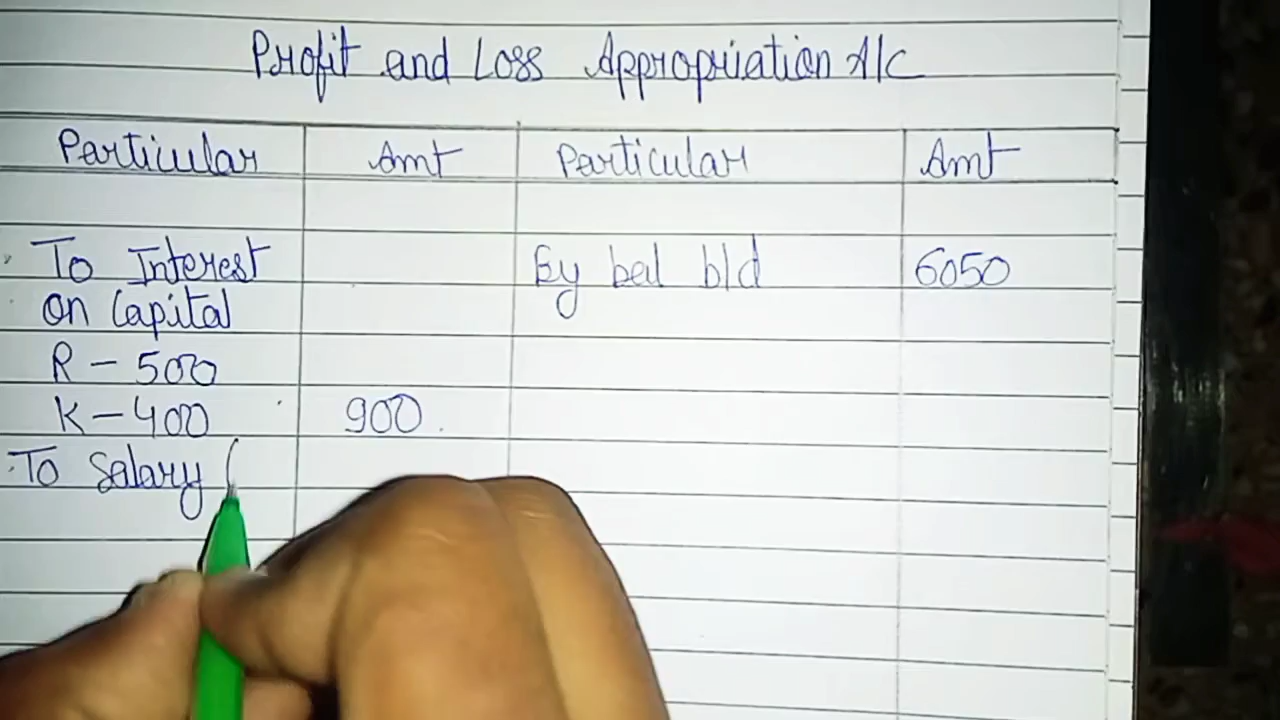 Profit and Loss Appropriation A/C
Particular Amt Particular Amt
To Interest By bal b/d 6050
on Capital
R - 500
K - 400 900
To Salary (